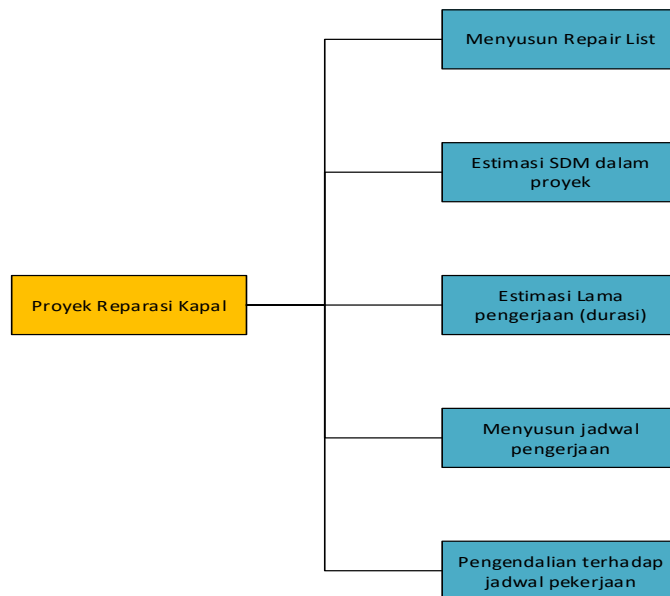 Menyusun Repair List
Estimasi SDM dalam
proyek
Proyek Reparasi Kapal
Estimasi Lama
pengerjaan (durasi)
Menyusun jadwal
pengerjaan
Pengendalian terhadap
jadwal pekerjaan